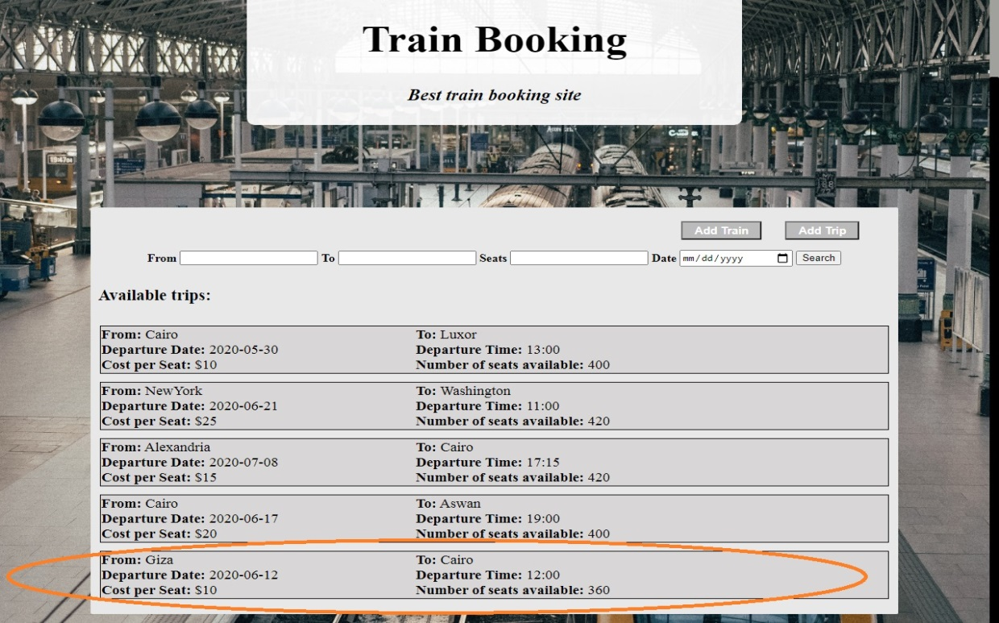 Train Booking
Best train booking site
19:47
Add Train Add Trip
From To Seats Date mm/dd/yyyy Search
Available trips:
From: Cairo To: Luxor
Departure Date: 2020-05-30 Departure Time: 13:00
Cost per Seat: $10 Number of seats available: 400
From: NewYork To: Washington
Departure Date: 2020-06-21 Departure Time: 11:00
Cost per Seat: $25 Number of seats available: 420
From: Alexandria To: Cairo
Departure Date: 2020-07-08 Departure Time: 17:15
Cost per Seat: $15 Number of seats available: 420
From: Cairo To: Aswan
Departure Date: 2020-06-17 Departure Time: 19:00
Cost per Seat: $20 Number of seats available: 400
From: Giza To: Cairo
Departure Date: 2020-06-12 Departure Time: 12:00
Cost per Seat: $10 Number of seats available: 360